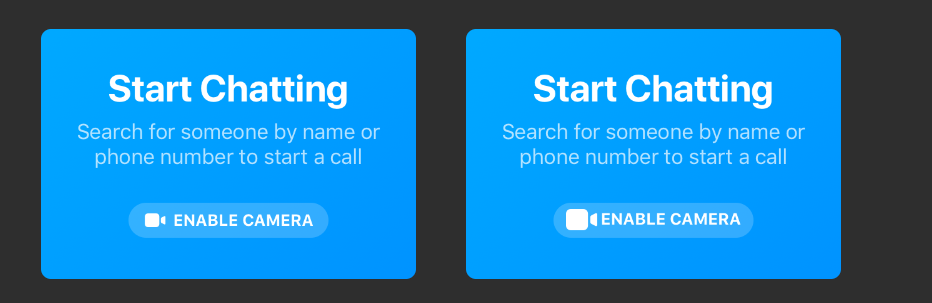 Start Chatting
Search for someone by name or
phone number to start a call
ENABLE CAMERA
Start Chatting
Search for someone by name or
phone number to start a call
ENABLE CAMERA